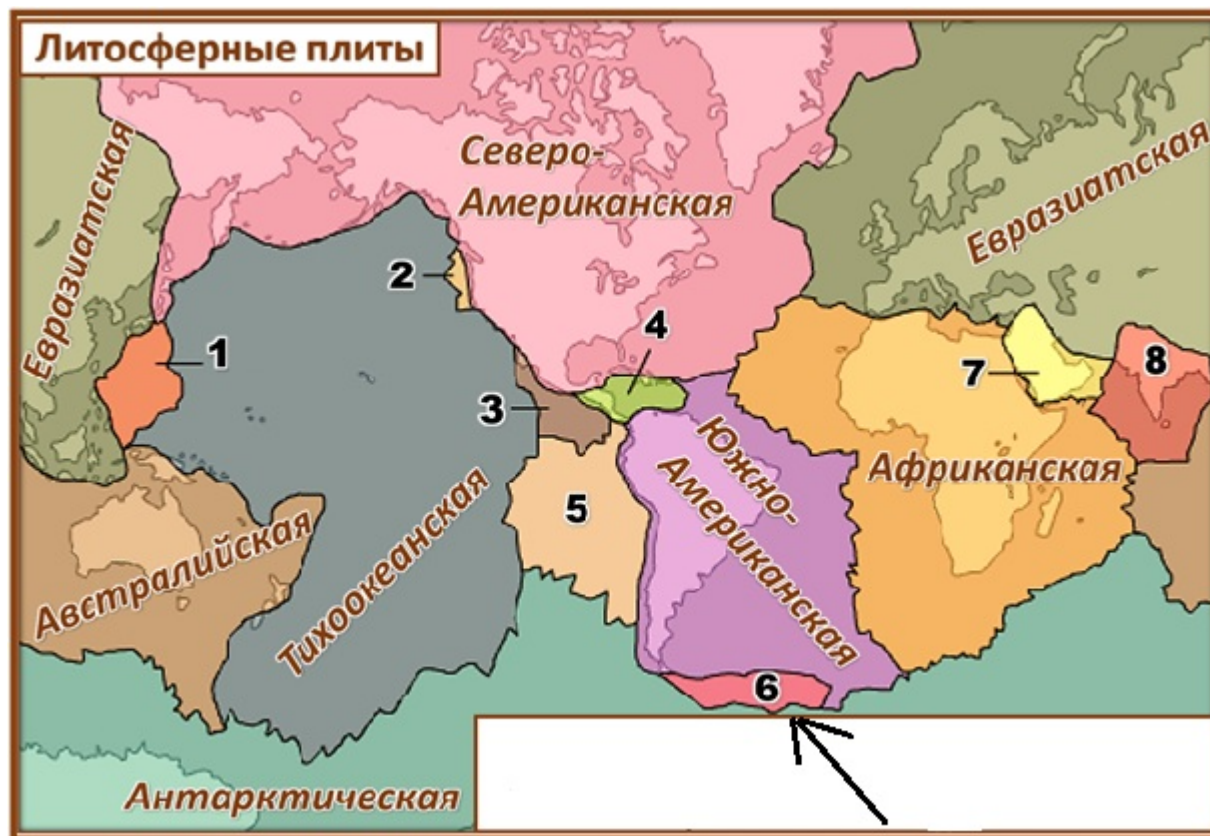 Литосферные плиты
Евразиатская
Северо-
Американская
Евразиатская
1
2
3
4
5
6
7
8
Южно-
Американская
Африканская
Австралийская
Тихоокеанская
Антарктическая